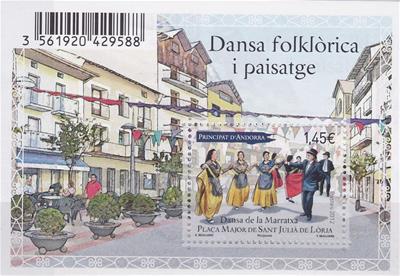 3 561920 429588
Dansa folklòrica
i paisatge
PRINCIPAT D'ANDORRA
1,45€
Dansa de la Marratxa
PLAÇA MAJOR DE SANT JULIÀ DE LÒRIA